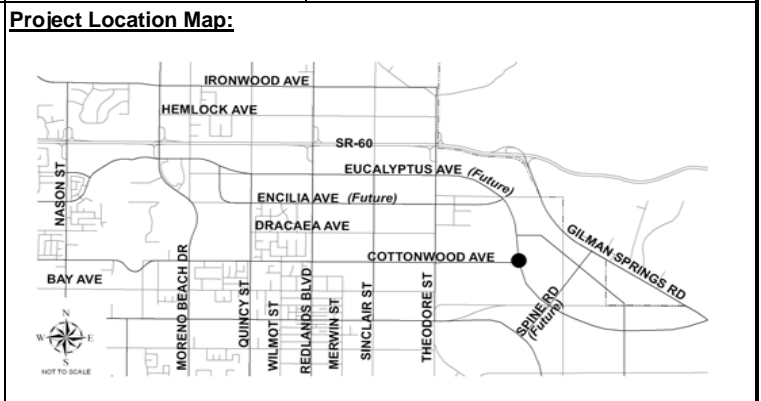 Project Location Map:
IRONWOOD AVE
HEMLOCK AVE
SR-60
EUCALYPTUS AVE (Future)
NASON ST
ENCILIA AVE (Future)
DRACAEA AVE
GILMAN SPRINGS RD
COTTONWOOD AVE
BAY AVE
MORENO BEACH DR
QUINCY ST
WILMOT ST
REDLANDS BLVD
MERWIN ST
SINCLAIR ST
THEODORE ST
SPINE RD
(Future)
N
W E
S
NOT TO SCALE